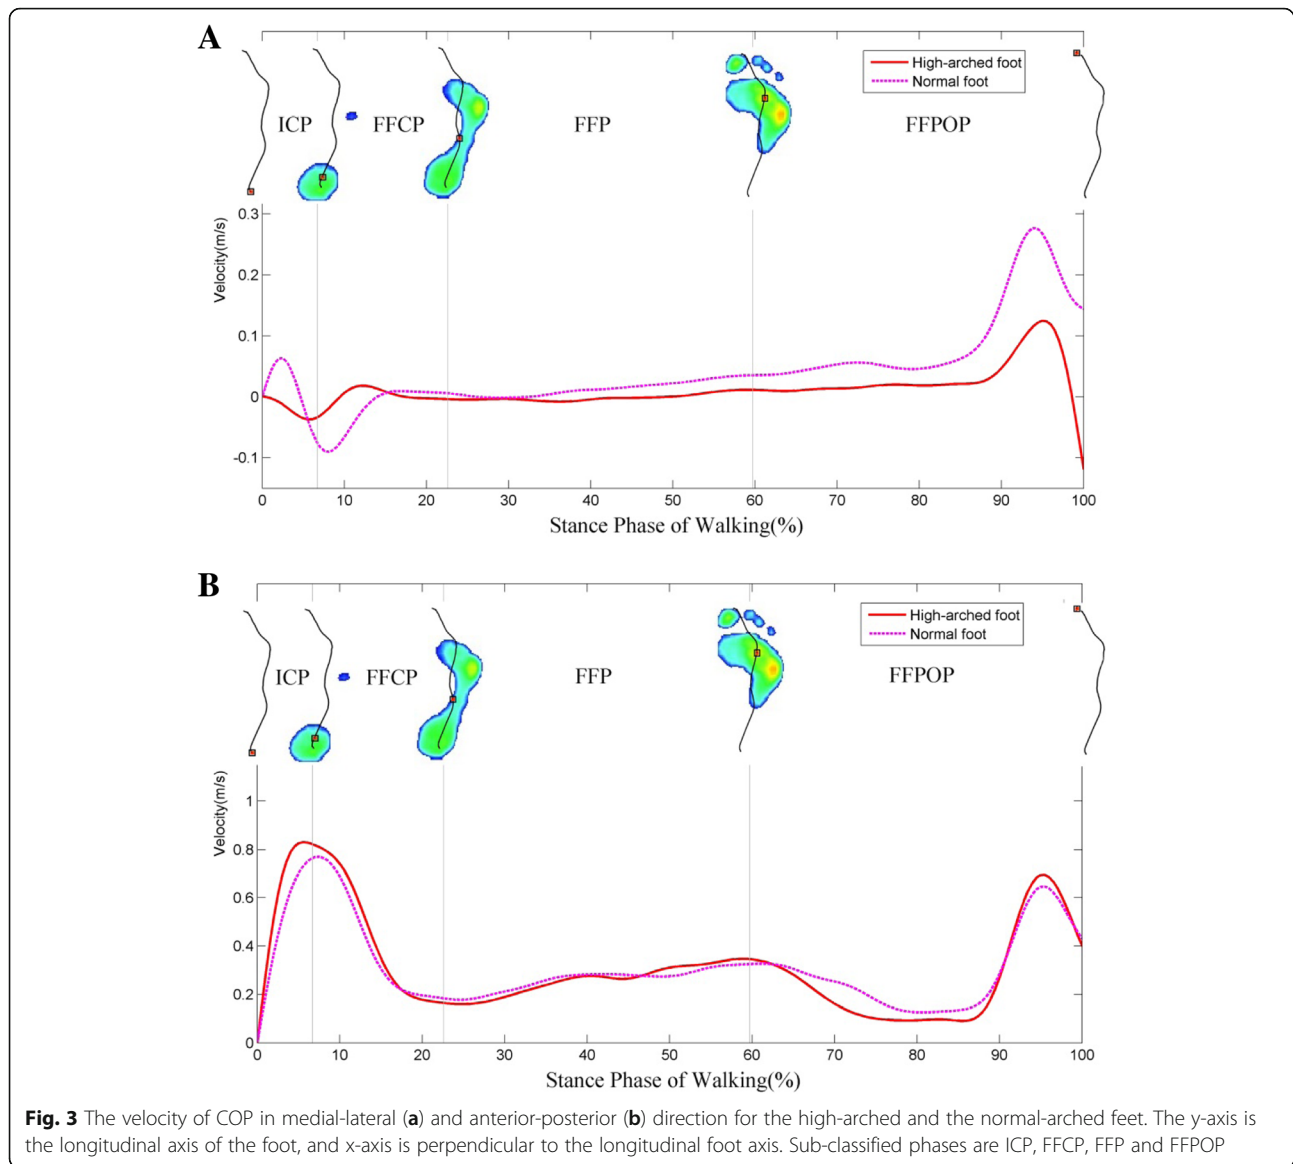 A
High-arched foot
Normal foot
ICP
FFCP
FFP
FFPOP
Velocity(m/s)
0.3
0.2
0.1
0
-0.1
0 10 20 30 40 50 60 70 80 90 100
Stance Phase of Walking(%)
B
High-arched foot
Normal foot
ICP
FFCP
FFP
FFPOP
Velocity(m/s)
1
0.8
0.6
0.4
0.2
0
0 10 20 30 40 50 60 70 80 90 100
Stance Phase of Walking(%)
Fig. 3 The velocity of COP in medial-lateral (a) and anterior-posterior (b) direction for the high-arched and the normal-arched feet. The y-axis is
the longitudinal axis of the foot, and x-axis is perpendicular to the longitudinal foot axis. Sub-classified phases are ICP, FFCP, FFP and FFPOP